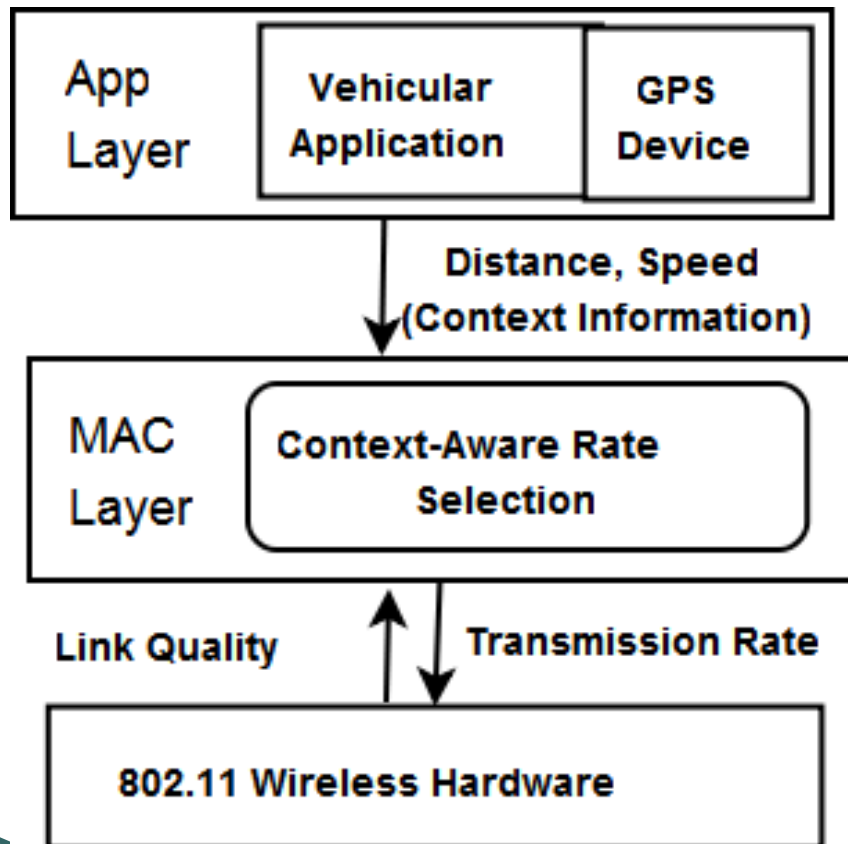 App
Layer
Vehicular
Application
GPS
Device
Distance, Speed
(Context Information)
MAC
Layer
Context-Aware Rate
Selection
Link Quality
Transmission Rate
802.11 Wireless Hardware